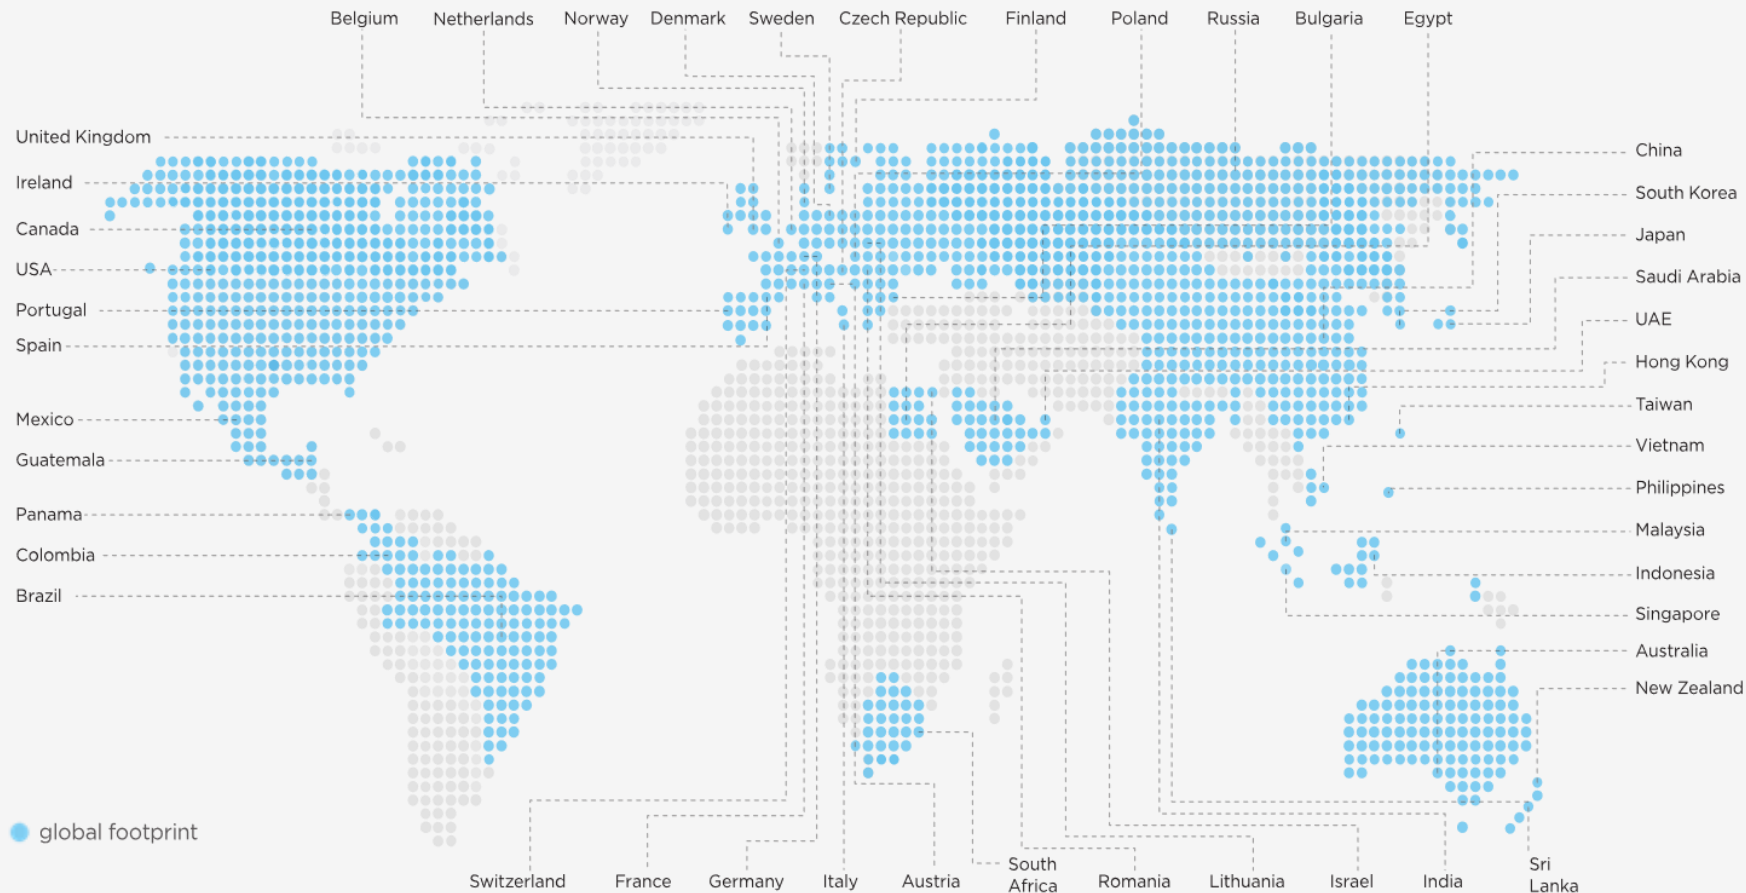 Belgium
Netherlands
Norway
Denmark
Sweden
Czech Republic
Finland
Poland
Russia
Bulgaria
Egypt
United Kingdom
Ireland
Canada
USA
Portugal
Spain
Mexico
Guatemala
Panama
Colombia
Brazil
China
South Korea
Japan
Saudi Arabia
UAE
Hong Kong
Taiwan
Vietnam
Philippines
Malaysia
Indonesia
Singapore
Australia
New Zealand
global footprint
Switzerland
France
Germany
Italy
Austria
South
Africa
Romania
Lithuania
Israel
India
Sri
Lanka